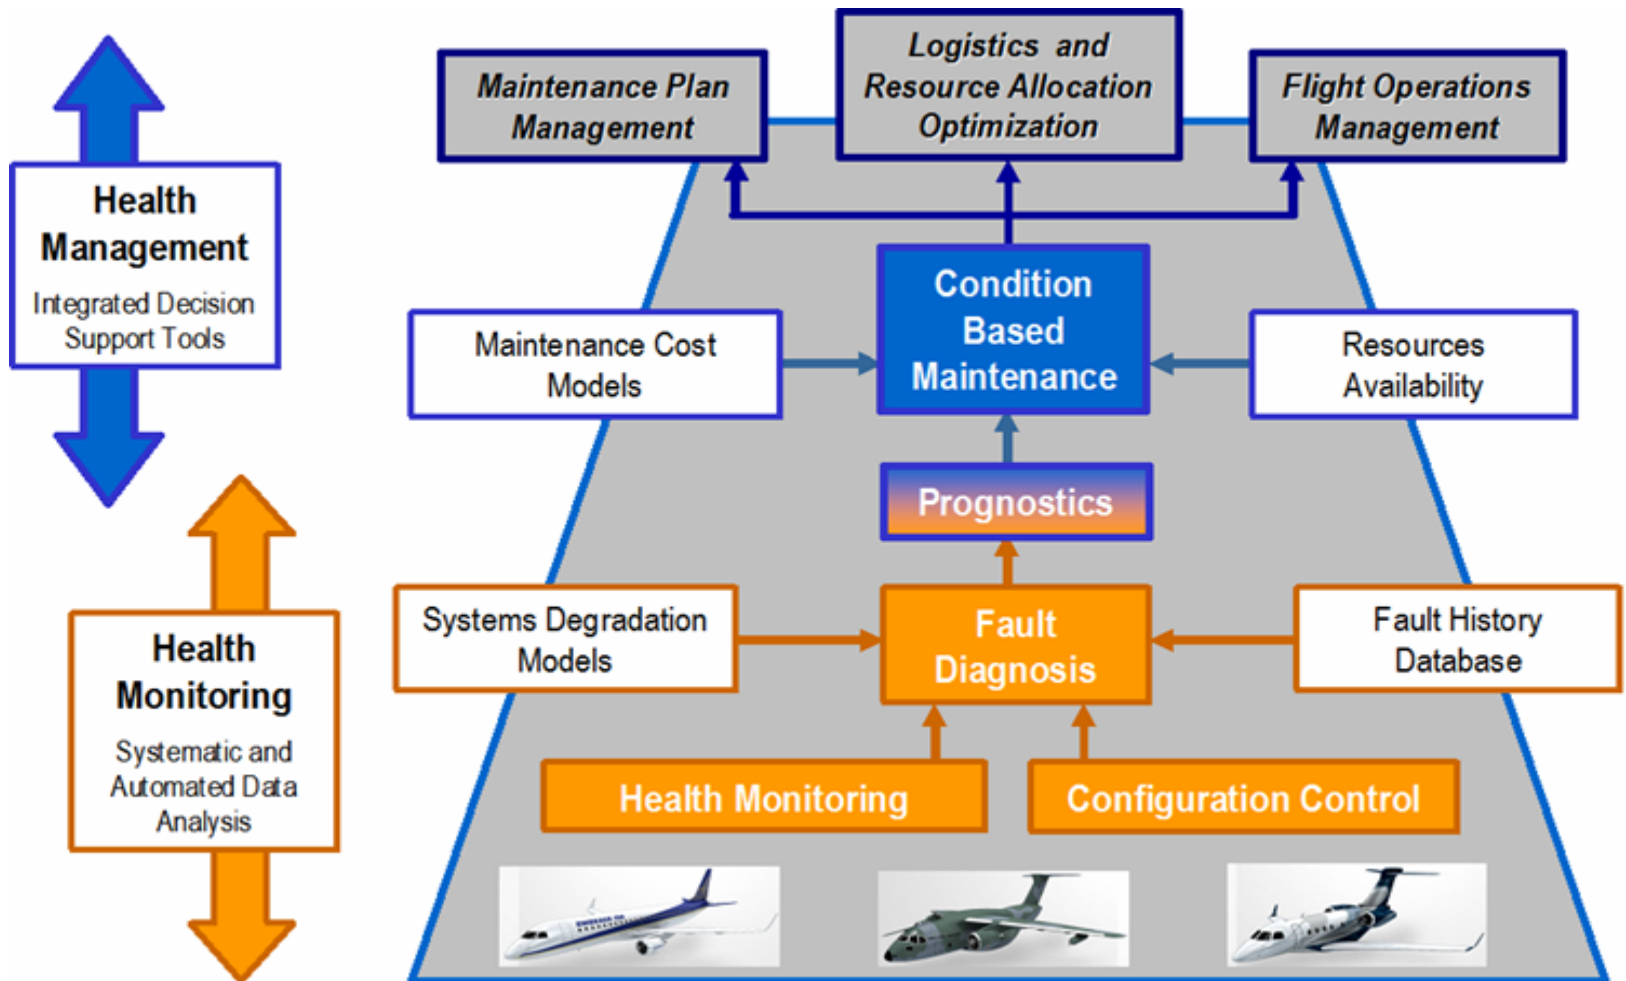 Maintenance Plan
Management
Logistics and
Resource Allocation
Optimization
Flight Operations
Management
Health
Management
Integrated Decision
Support Tools
Condition
Based
Maintenance
Maintenance Cost
Models
Resources
Availability
Prognostics
Systems Degradation
Models
Fault
Diagnosis
Fault History
Database
Health
Monitoring
Systematic and
Automated Data
Analysis
Health Monitoring
Configuration Control